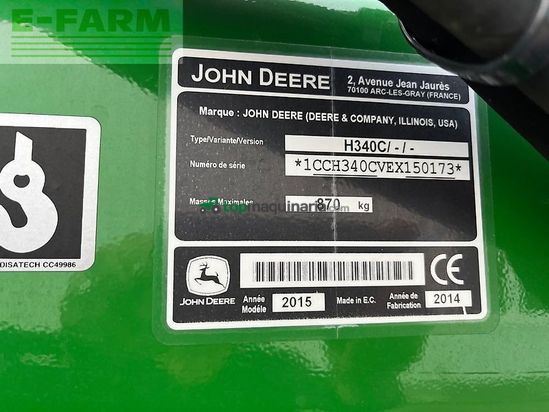 E-FARM
JOHN DEERE
2, Avenue Jean Jaurès
70100 ARC-LES-GRAY (FRANCE)
Marque : JOHN DEERE (DEERE & COMPANY, ILLINOIS, USA)
Type/Variante/Version H340C/-/-
Numéro de série *1CCH340CVEX150173*
Masses Maximales 870 kg
topmaquinaria.com
DISATECH CC49986
JOHN DEERE
Année Modèle 2015 Made in E.C. Année de Fabrication 2014
CE